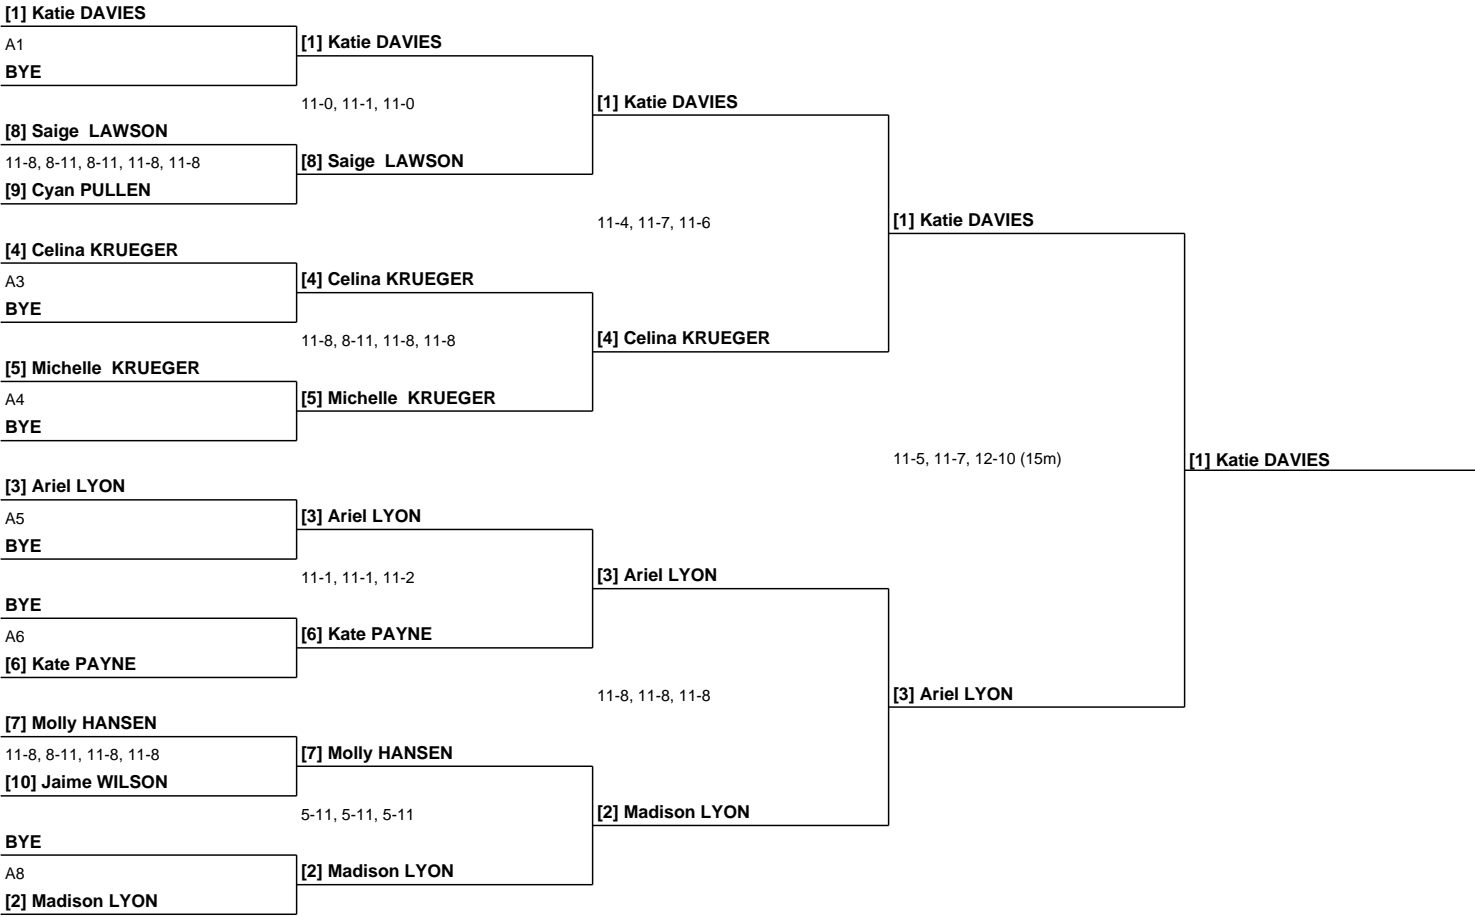 [1] Katie DAVIES
A1
BYE
[8] Saige  LAWSON
11-8, 8-11, 8-11, 11-8, 11-8
[9] Cyan PULLEN
[4] Celina KRUEGER
A3
BYE
[5] Michelle  KRUEGER
A4
BYE
[3] Ariel LYON
A5
BYE
BYE
A6
[6] Kate PAYNE
[7] Molly HANSEN
11-8, 8-11, 11-8, 11-8
[10] Jaime WILSON
BYE
A8
[2] Madison LYON
[1] Katie DAVIES
11-0, 11-1, 11-0
[8] Saige  LAWSON
[4] Celina KRUEGER
11-8, 8-11, 11-8, 11-8
[5] Michelle  KRUEGER
[3] Ariel LYON
11-1, 11-1, 11-2
[6] Kate PAYNE
[7] Molly HANSEN
5-11, 5-11, 5-11
[2] Madison LYON
[1] Katie DAVIES
11-4, 11-7, 11-6
[4] Celina KRUEGER
[3] Ariel LYON
11-8, 11-8, 11-8
[2] Madison LYON
[1] Katie DAVIES
11-5, 11-7, 12-10 (15m)
[3] Ariel LYON
[1] Katie DAVIES